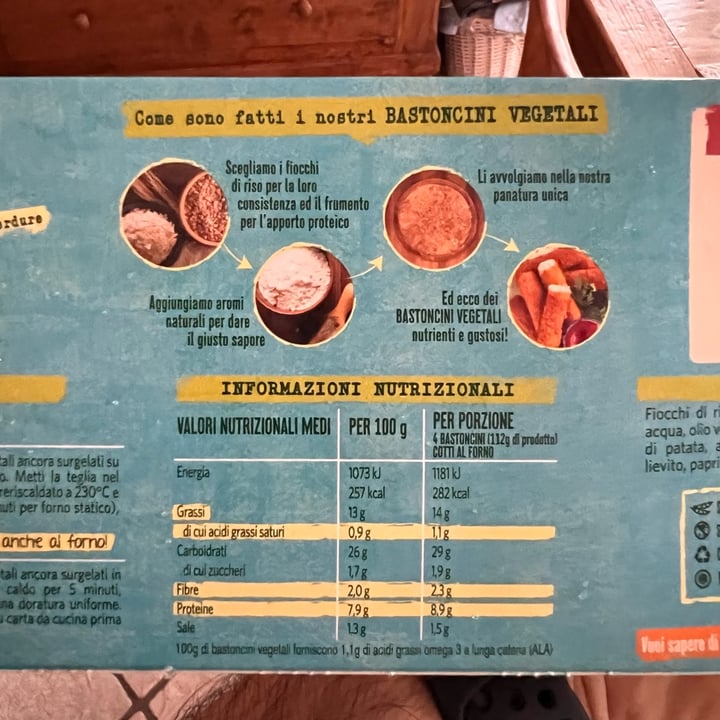 Come sono fatti i nostri BASTONCINI VEGETALI
Scegliamo i fiocchi
di riso per la loro
consistenza ed il frumento
per l'apporto proteico
Li avvolgiamo nella nostra
panatura unica
Aggiungiamo aromi
naturali per dare
il giusto sapore
Ed ecco dei
BASTONCINI VEGETALI
nutrienti e gustosi!
INFORMAZIONI NUTRIZIONALI
VALORI NUTRIZIONALI MEDI PER 100 g PER PORZIONE
4 BASTONCINI (112g di prodotto)
COTTI AL FORNO
Energia 1073 kJ 1181 kJ
257 kcal 282 kcal
Grassi 13 g 14 g
di cui acidi grassi saturi 0,9 g 1,1 g
Carboidrati 26 g 29 g
di cui zuccheri 1,7 g 1,9 g
Fibre 2,0 g 2,3 g
Proteine 7,9 g 8,9 g
Sale 1,3 g 1,5 g
100g di bastoncini vegetali forniscono 1,1g di acidi grassi omega 3 a lunga catena (ALA)
ancora surgelati su
Metti la teglia nel
a 230°C e
per forno statico),
anche al forno!
ancora surgelati in
caldo per 5 minuti,
doratura uniforme.
carta da cucina prima
Fiocchi di
acqua, olio
di patata,
lievito,
Vuoi sapere di